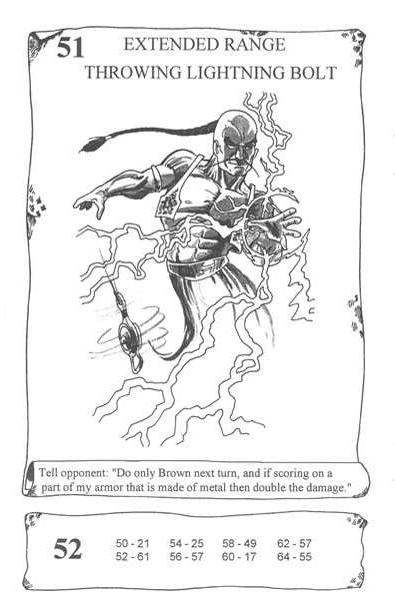 51
EXTENDED RANGE
THROWING LIGHTNING BOLT
Tell opponent: "Do only Brown next turn, and if scoring on a
part of my armor that is made of metal then double the damage."
52
50 - 21 54 - 25 58 - 49 62 - 57
52 - 61 56 - 57 60 - 17 64 - 55